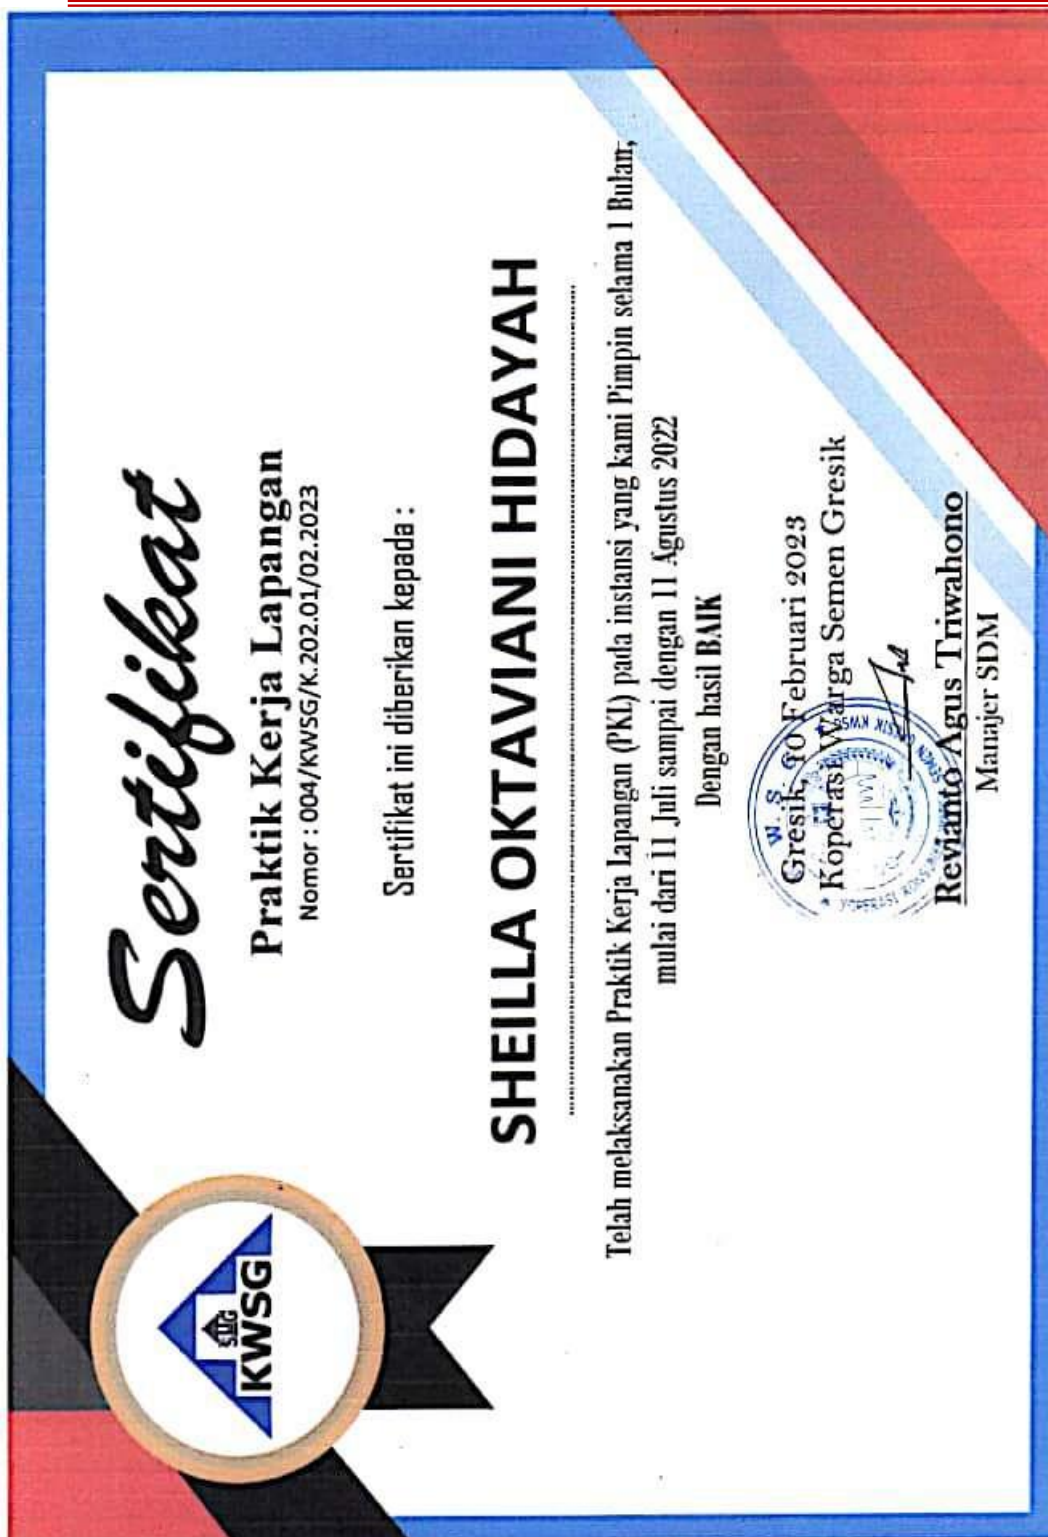 SMG
KWSG
Sertifikat
Praktik Kerja Lapangan
Nomor : 004/KWSG/K.202.01/02.2023
Sertifikat ini diberikan kepada :
SHEILLA OKTAVIANI HIDAYAH
Telah melaksanakan Praktik Kerja Lapangan (PKL) pada instansi yang kami Pimpin selama 1 Bulan,
mulai dari 11 Juli sampai dengan 11 Agustus 2022
Dengan hasil BAIK
Gresik, 10 Februari 2023
Koperasi Warga Semen Gresik
Revianto Agus Triwahono
Manajer SDM
W. S. G